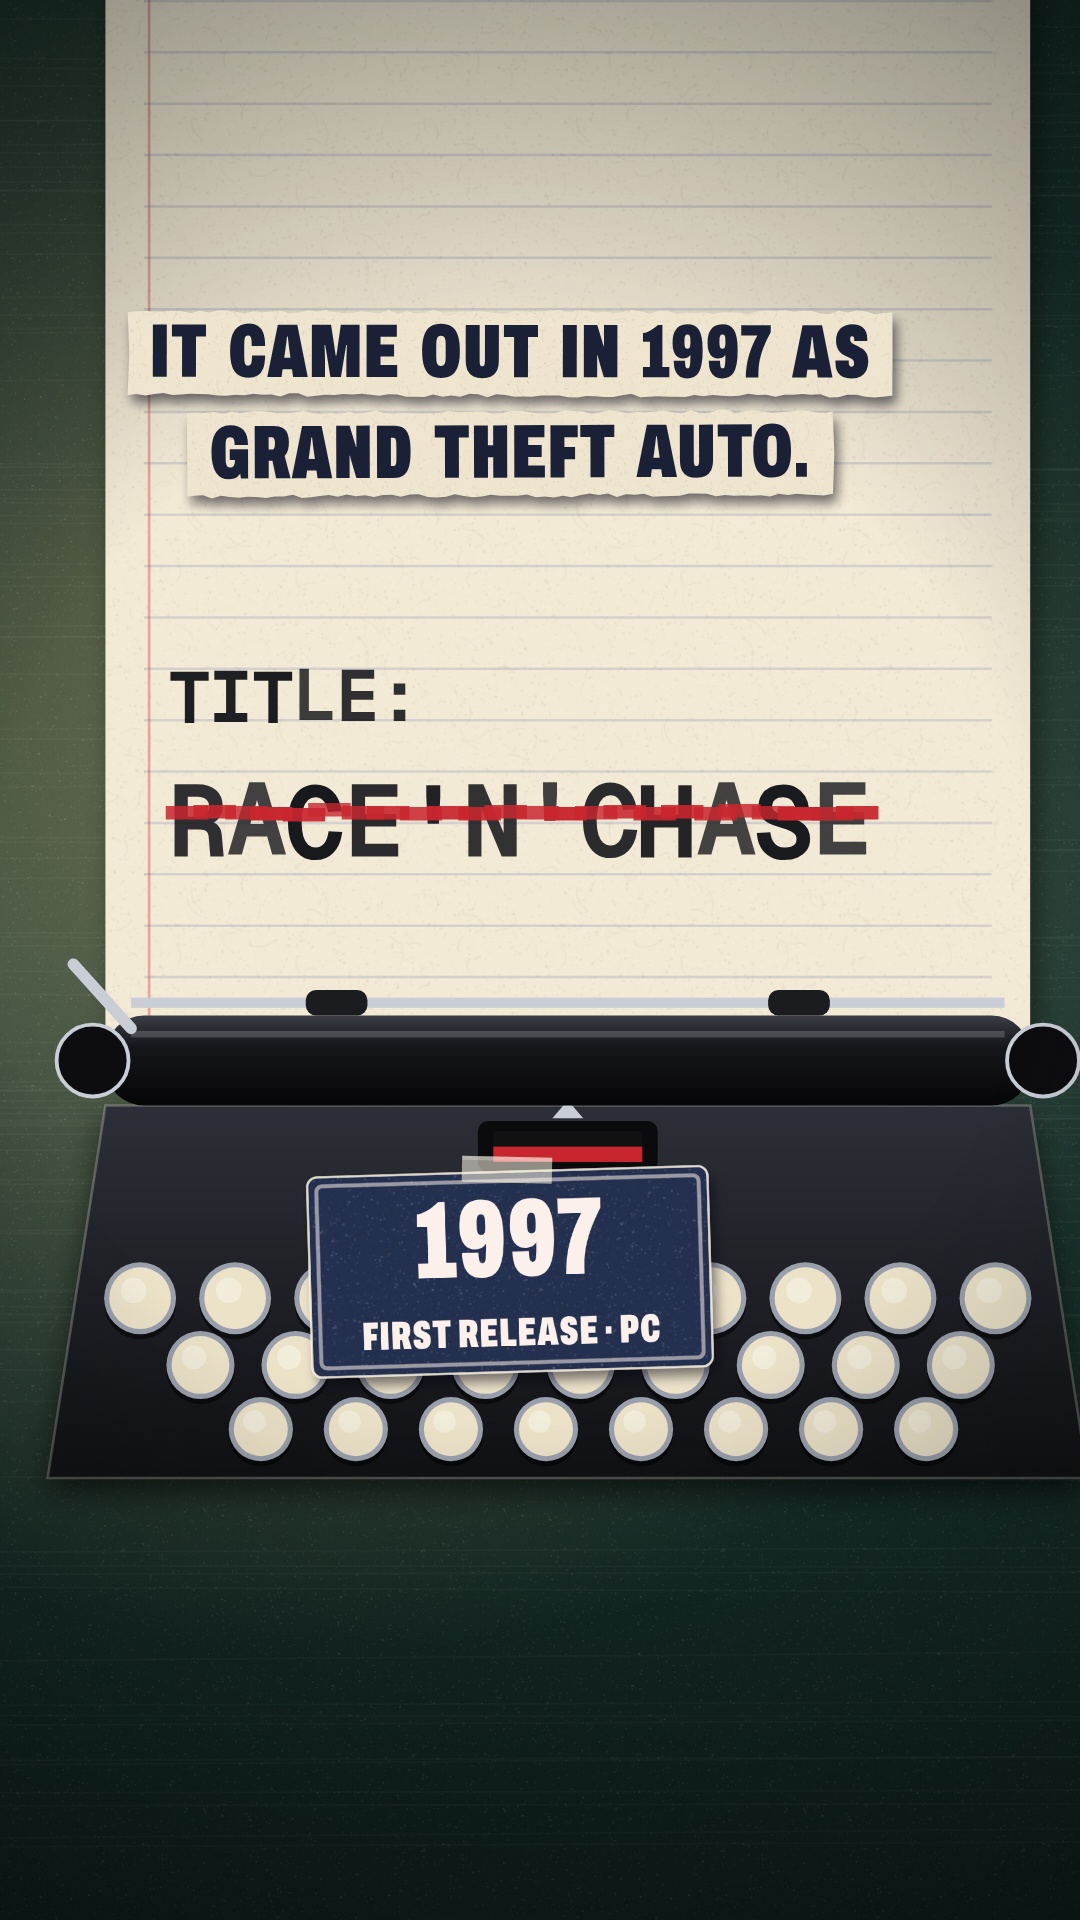 IT CAME OUT IN 1997 AS
GRAND THEFT AUTO.
TITLE:
RACE 'N' CHASE
1997
FIRST RELEASE · PC